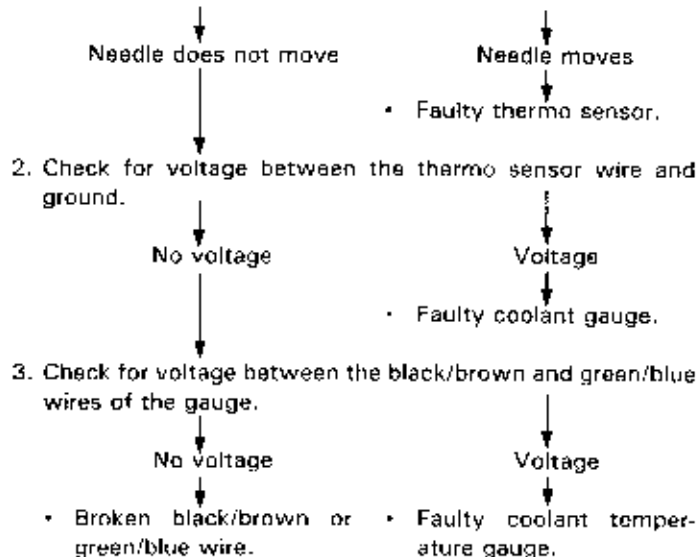 Needle does not move
Needle moves
• Faulty thermo sensor.
2. Check for voltage between the thermo sensor wire and
ground.
No voltage
Voltage
• Faulty coolant gauge.
3. Check for voltage between the black/brown and green/blue
wires of the gauge.
No voltage
Voltage
• Broken black/brown or
green/blue wire.
• Faulty coolant temper-
ature gauge.